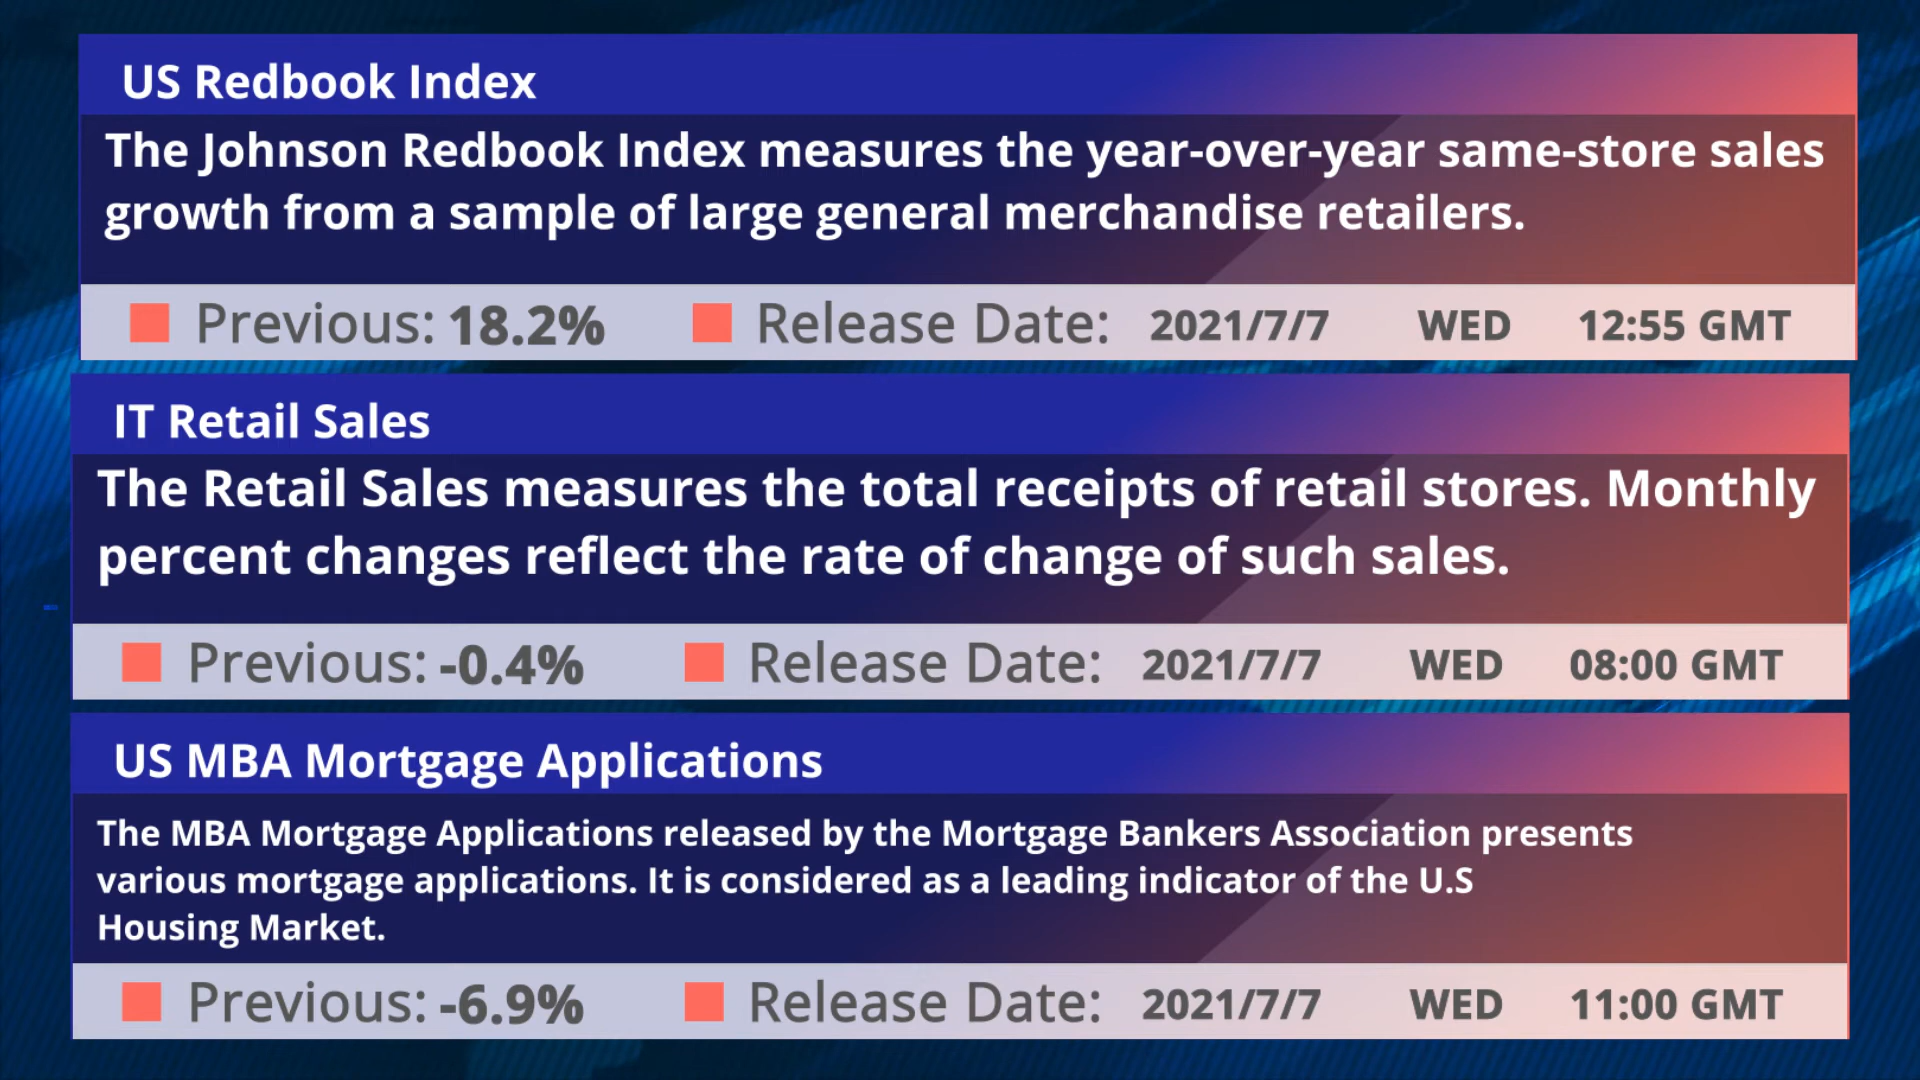 US Redbook Index
The Johnson Redbook Index measures the year-over-year same-store sales
growth from a sample of large general merchandise retailers.
Previous: 18.2% Release Date: 2021/7/7 WED 12:55 GMT
IT Retail Sales
The Retail Sales measures the total receipts of retail stores. Monthly
percent changes reflect the rate of change of such sales.
Previous: -0.4% Release Date: 2021/7/7 WED 08:00 GMT
US MBA Mortgage Applications
The MBA Mortgage Applications released by the Mortgage Bankers Association presents
various mortgage applications. It is considered as a leading indicator of the U.S
Housing Market.
Previous: -6.9% Release Date: 2021/7/7 WED 11:00 GMT